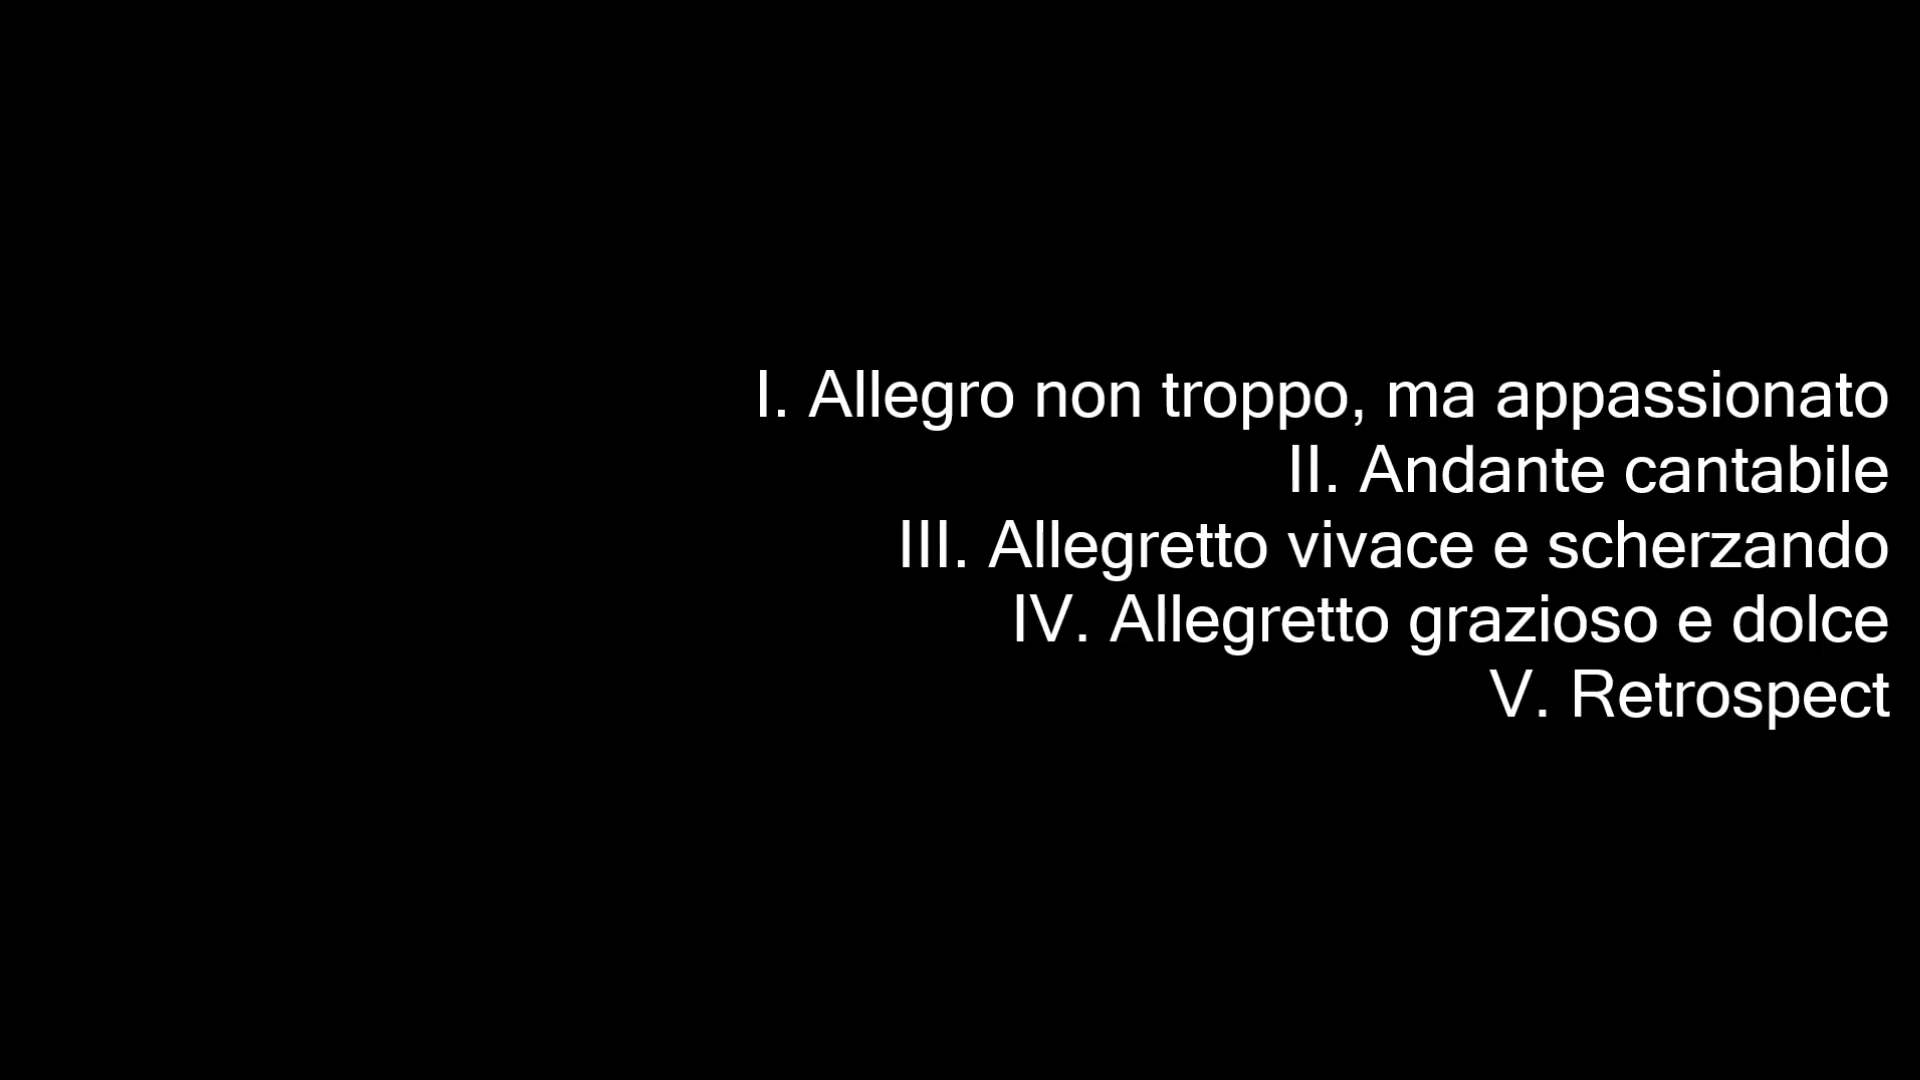 I. Allegro non troppo, ma appassionato
II. Andante cantabile
III. Allegretto vivace e scherzando
IV. Allegretto grazioso e dolce
V. Retrospect